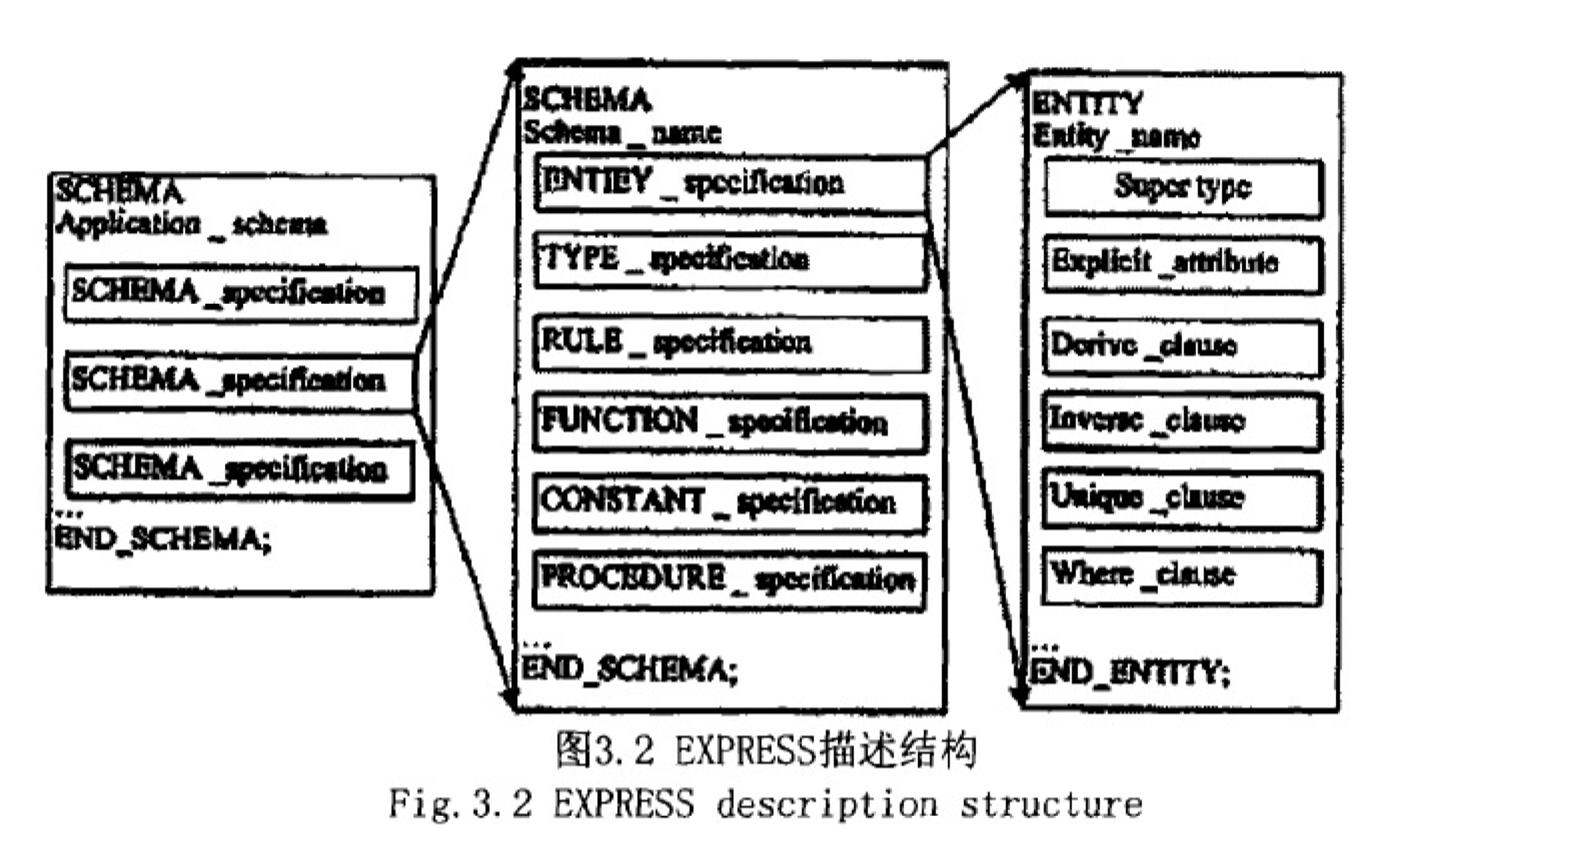 SCHEMA
Application _ schema
SCHEMA _specification
SCHEMA _specification
SCHEMA _specification
...
END_SCHEMA;
SCHEMA
Schema _ name
ENTIEY _ specification
TYPE _ specification
RULE _ specification
FUNCTION _ specification
CONSTANT _ specification
PROCEDURE _ specification
...
END_SCHEMA;
ENTITY
Entity _name
Super type
Explicit _attribute
Derive _clause
Inverse _clause
Unique _clause
Where _clause
...
END_ENTITY;
图3.2 EXPRESS描述结构
Fig.3.2 EXPRESS description structure